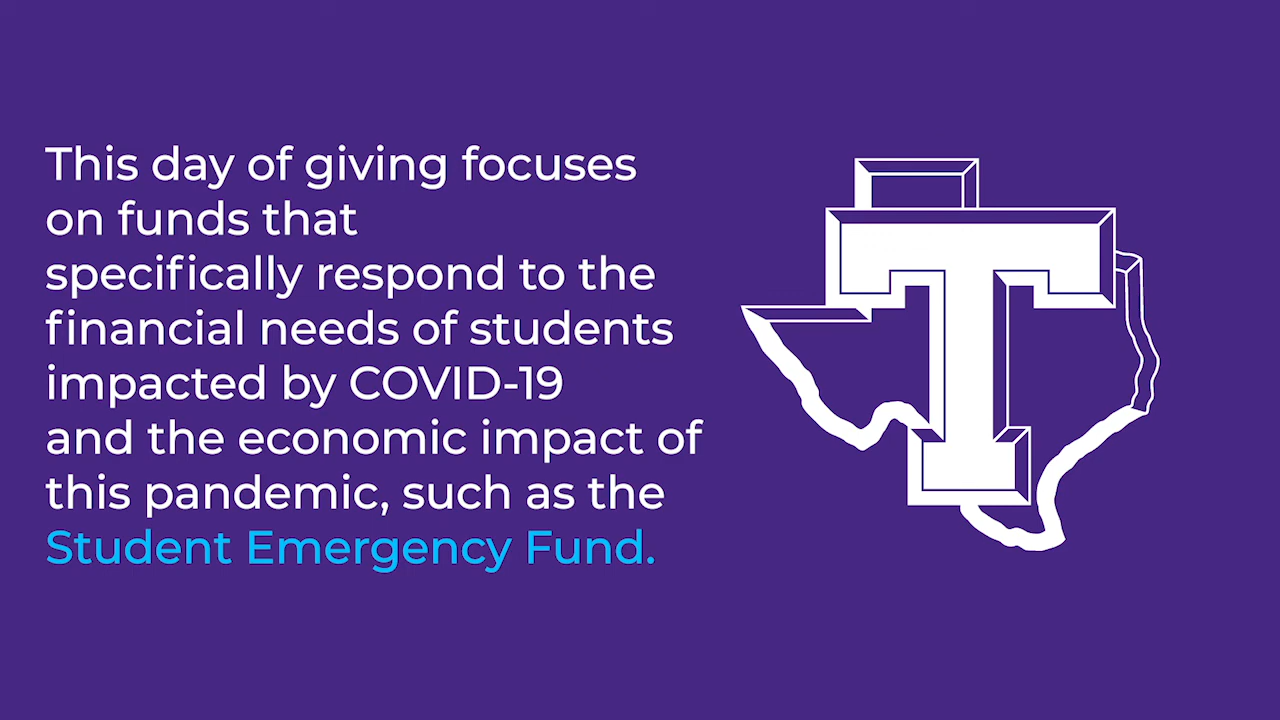 This day of giving focuses
on funds that
specifically respond to the
financial needs of students
impacted by COVID-19
and the economic impact of
this pandemic, such as the
Student Emergency Fund.
T